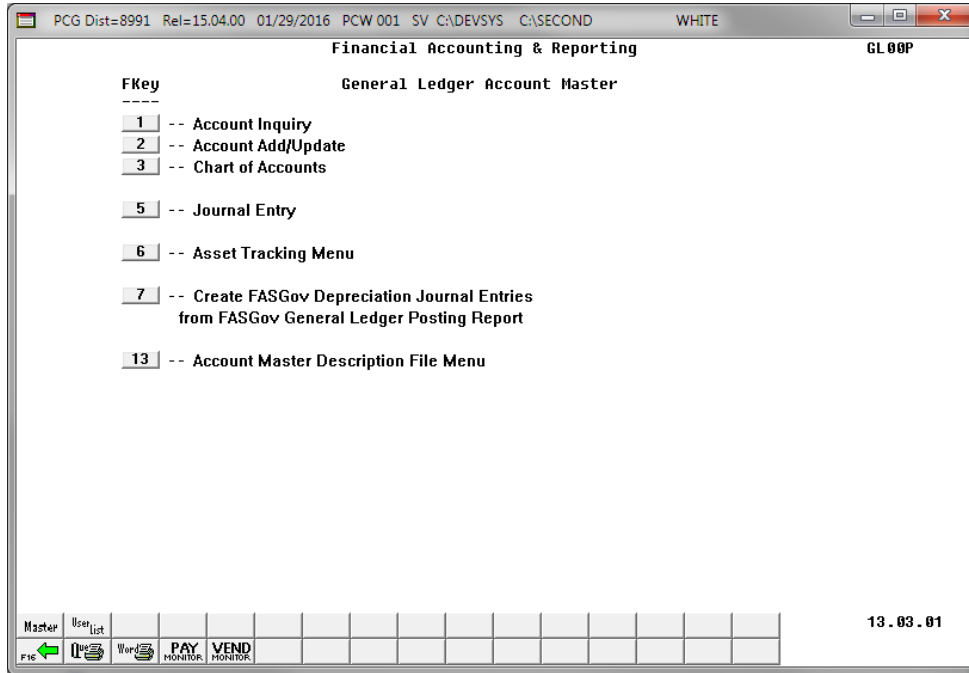 PCG Dist=8991 Rel=15.04.00 01/29/2016 PCW 001 SV C:\DEVSYS C:\SECOND WHITE
Financial Accounting & Reporting GL00P
FKey General Ledger Account Master
----
1 -- Account Inquiry
2 -- Account Add/Update
3 -- Chart of Accounts
5 -- Journal Entry
6 -- Asset Tracking Menu
7 -- Create FASGov Depreciation Journal Entries
from FASGov General Ledger Posting Report
13 -- Account Master Description File Menu
Master User List 13.03.01
F16 Que Word PAY MONITOR VEND MONITOR